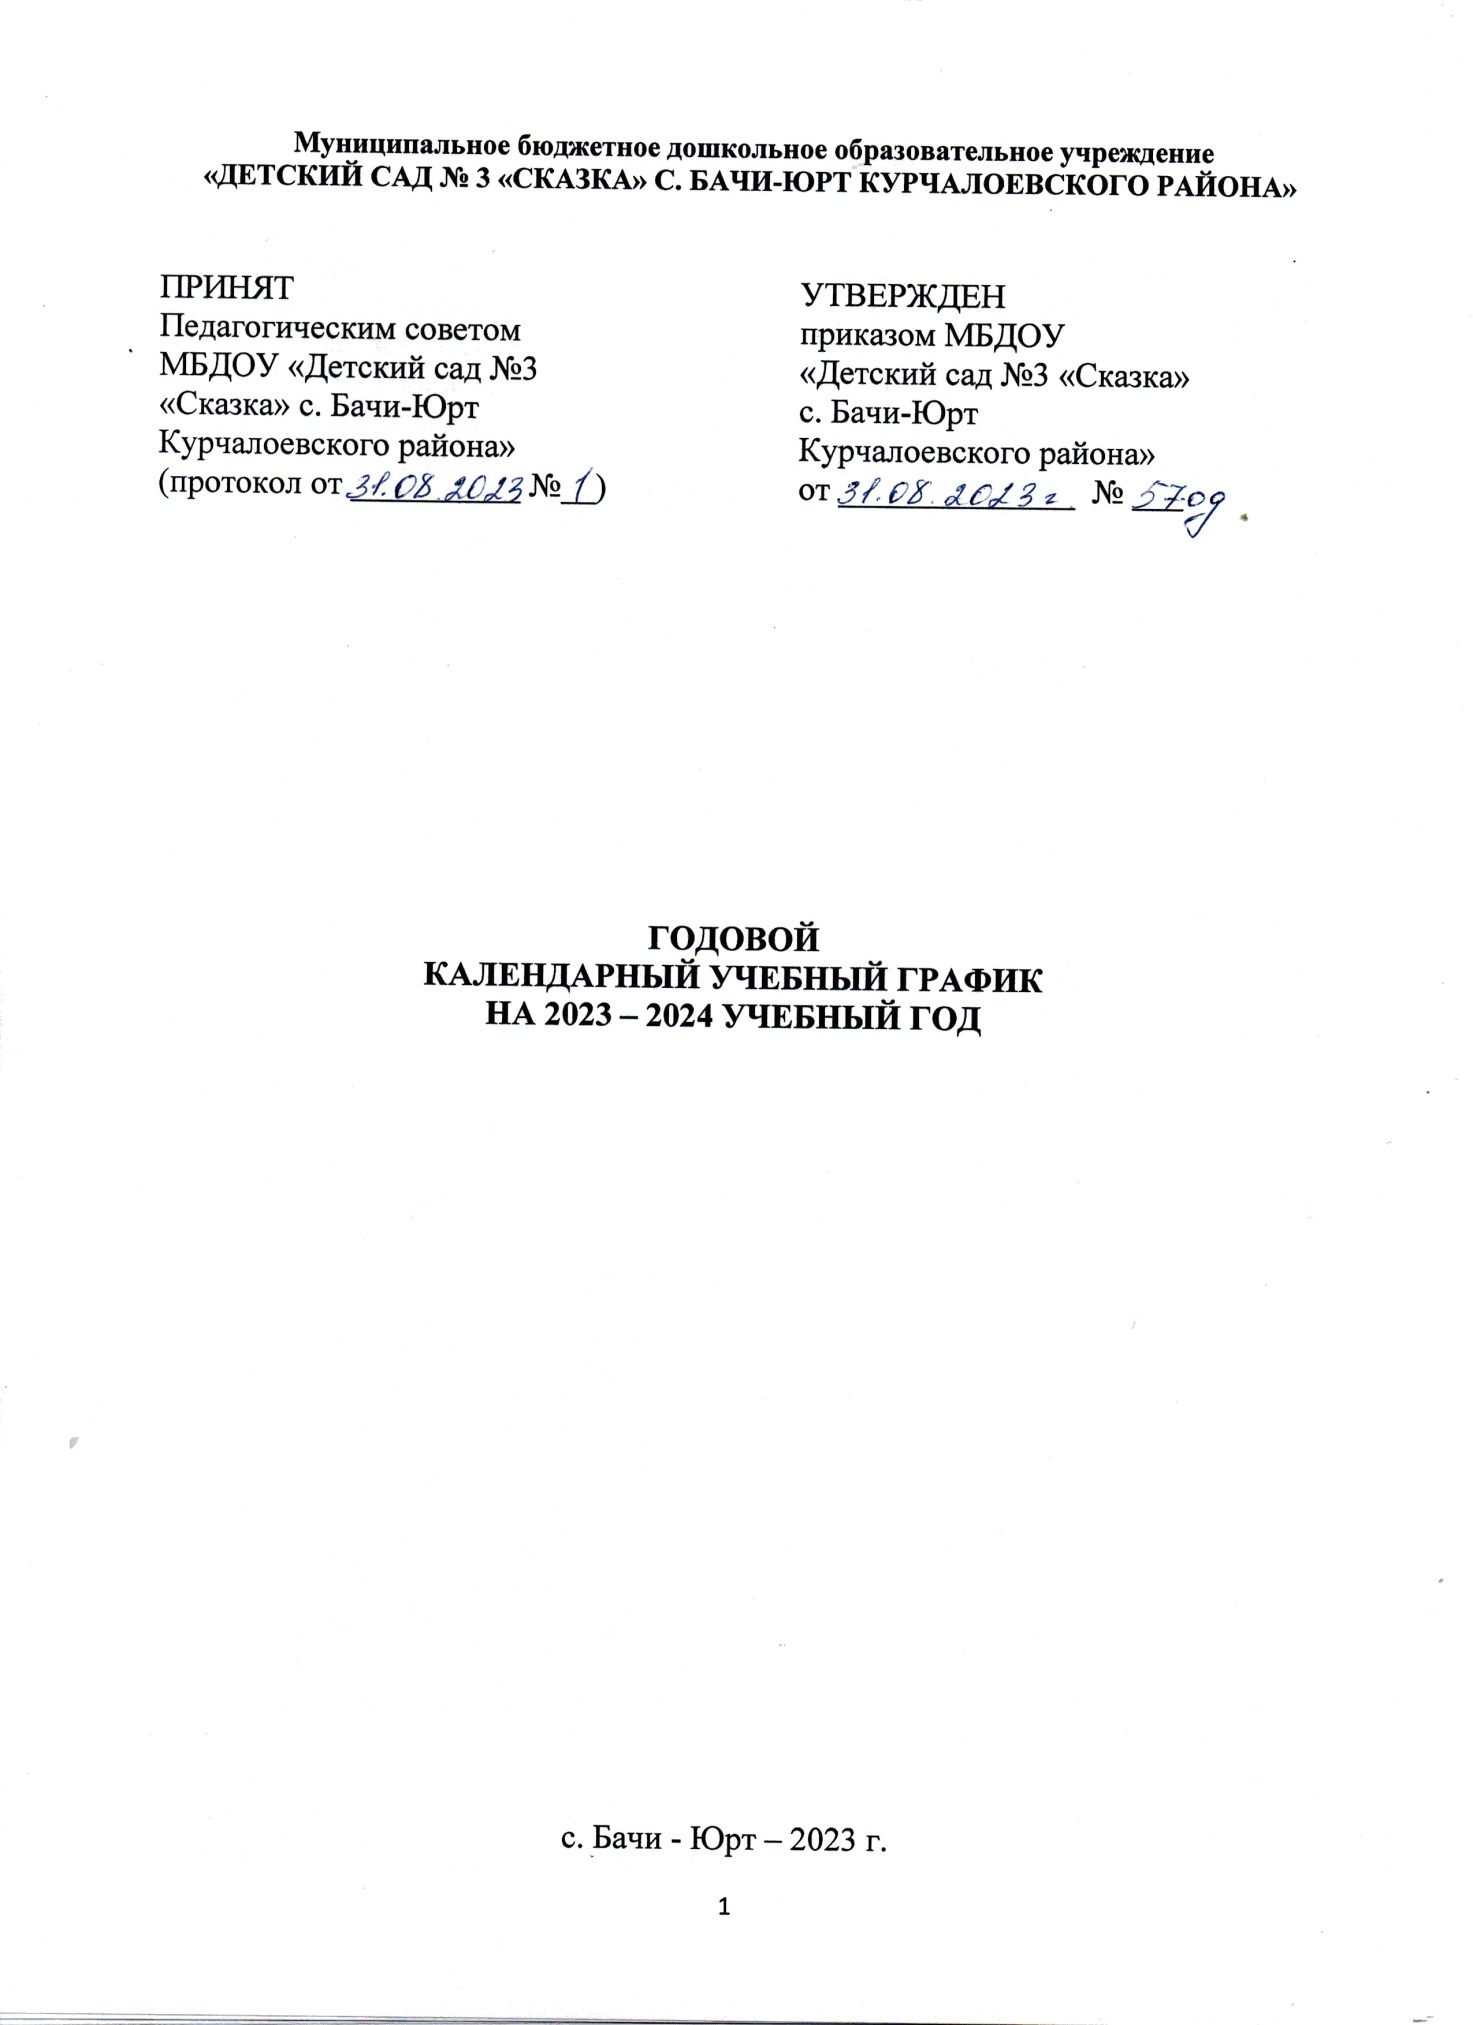 Муниципальное бюджетное дошкольное образовательное учреждение
«ДЕТСКИЙ САД № 3 «СКАЗКА» С. БАЧИ-ЮРТ КУРЧАЛОЕВСКОГО РАЙОНА»
ПРИНЯТ
Педагогическим советом
МБДОУ «Детский сад №3
«Сказка» с. Бачи-Юрт
Курчалоевского района»
(протокол от 31.08.2023 № 1)
УТВЕРЖДЕН
приказом МБДОУ
«Детский сад №3 «Сказка»
с. Бачи-Юрт
Курчалоевского района»
от 31.08.2023г. № 57од
ГОДОВОЙ
КАЛЕНДАРНЫЙ УЧЕБНЫЙ ГРАФИК
НА 2023 – 2024 УЧЕБНЫЙ ГОД
с. Бачи - Юрт – 2023 г.
1